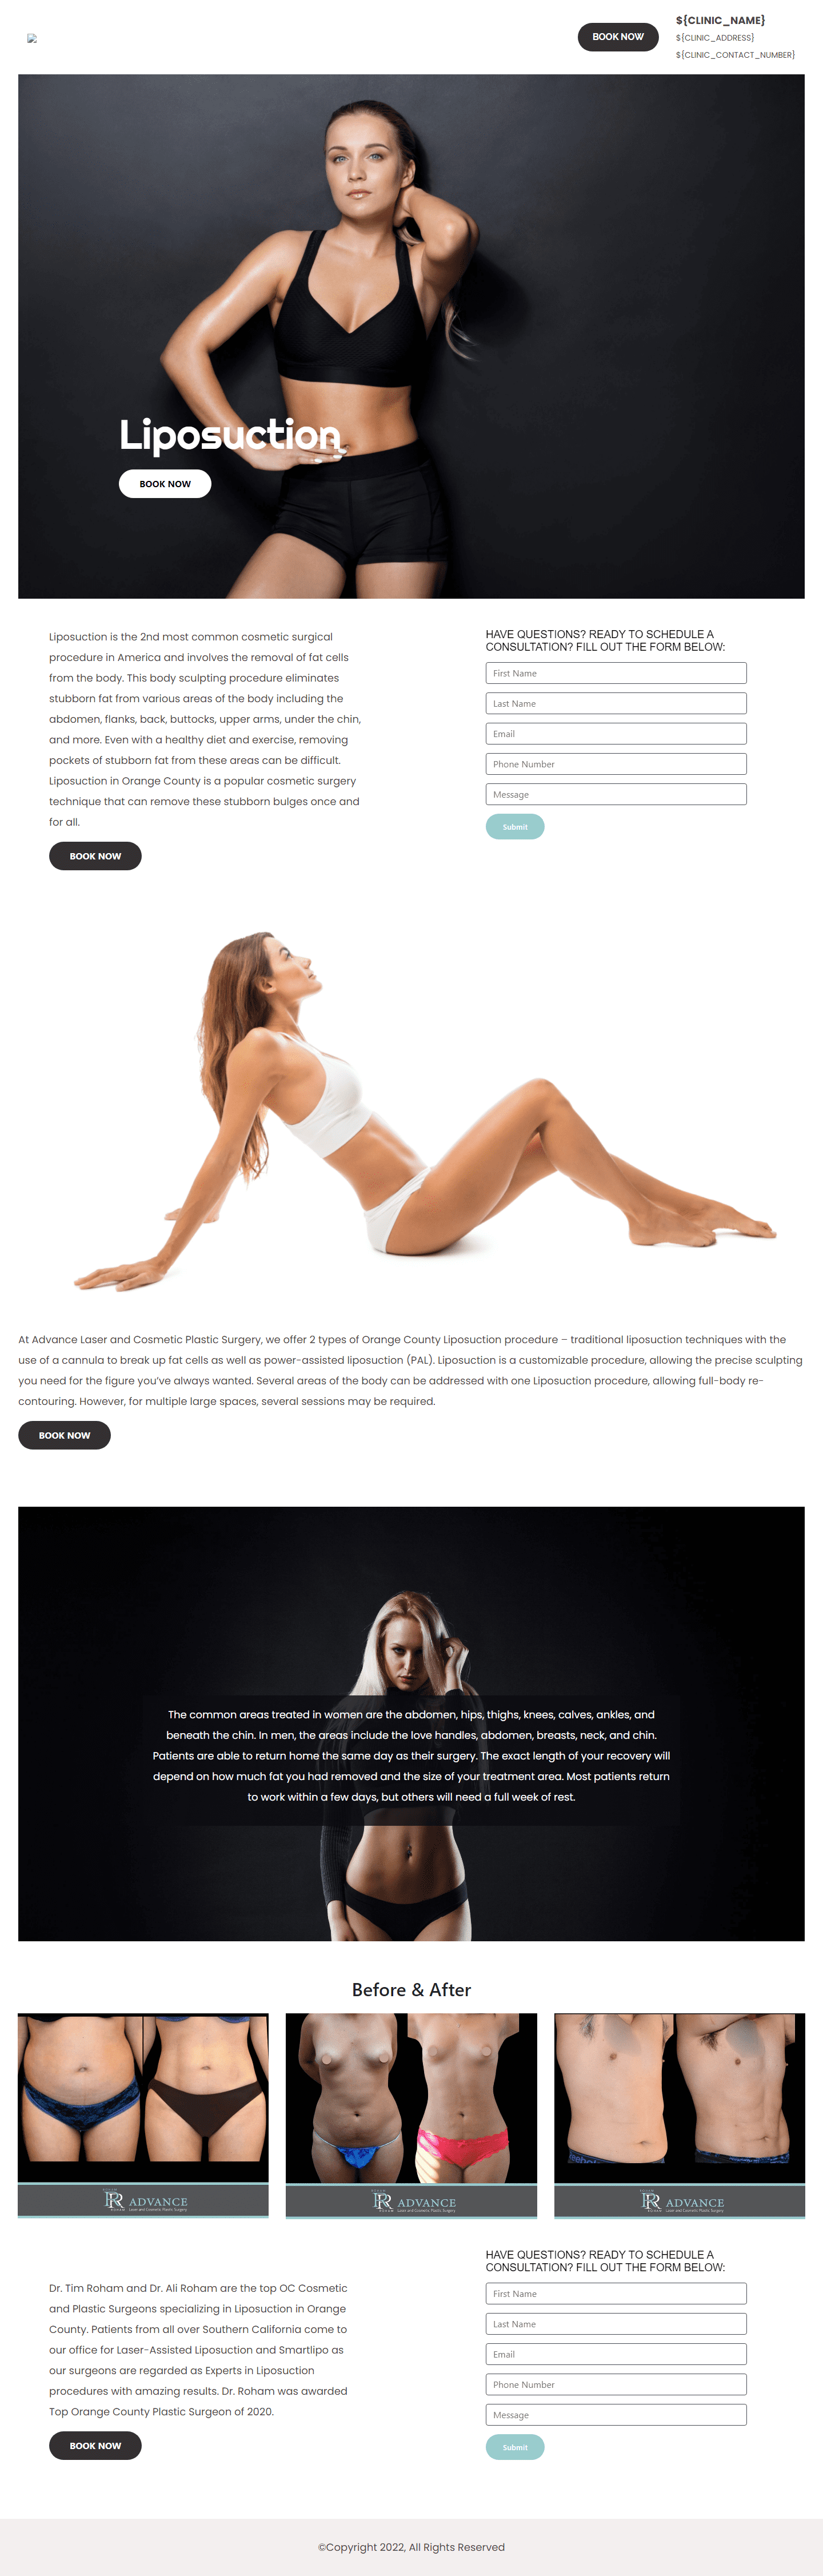 BOOK NOW
${CLINIC_NAME}
${CLINIC_ADDRESS}
${CLINIC_CONTACT_NUMBER}
Liposuction
BOOK NOW
Liposuction is the 2nd most common cosmetic surgical
procedure in America and involves the removal of fat cells
from the body. This body sculpting procedure eliminates
stubborn fat from various areas of the body including the
abdomen, flanks, back, buttocks, upper arms, under the chin,
and more. Even with a healthy diet and exercise, removing
pockets of stubborn fat from these areas can be difficult.
Liposuction in Orange County is a popular cosmetic surgery
technique that can remove these stubborn bulges once and
for all.
BOOK NOW
HAVE QUESTIONS? READY TO SCHEDULE A
CONSULTATION? FILL OUT THE FORM BELOW:
First Name
Last Name
Email
Phone Number
Message
Submit
At Advance Laser and Cosmetic Plastic Surgery, we offer 2 types of Orange County Liposuction procedure – traditional liposuction techniques with the
use of a cannula to break up fat cells as well as power-assisted liposuction (PAL). Liposuction is a customizable procedure, allowing the precise sculpting
you need for the figure you’ve always wanted. Several areas of the body can be addressed with one Liposuction procedure, allowing full-body re-
contouring. However, for multiple large spaces, several sessions may be required.
BOOK NOW
The common areas treated in women are the abdomen, hips, thighs, knees, calves, ankles, and
beneath the chin. In men, the areas include the love handles, abdomen, breasts, neck, and chin.
Patients are able to return home the same day as their surgery. The exact length of your recovery will
depend on how much fat you had removed and the size of your treatment area. Most patients return
to work within a few days, but others will need a full week of rest.
Before & After
ADVANCE
Laser and Cosmetic Plastic Surgery
ADVANCE
Laser and Cosmetic Plastic Surgery
ADVANCE
Laser and Cosmetic Plastic Surgery
Dr. Tim Roham and Dr. Ali Roham are the top OC Cosmetic
and Plastic Surgeons specializing in Liposuction in Orange
County. Patients from all over Southern California come to
our office for Laser-Assisted Liposuction and Smartlipo as
our surgeons are regarded as Experts in Liposuction
procedures with amazing results. Dr. Roham was awarded
Top Orange County Plastic Surgeon of 2020.
BOOK NOW
HAVE QUESTIONS? READY TO SCHEDULE A
CONSULTATION? FILL OUT THE FORM BELOW:
First Name
Last Name
Email
Phone Number
Message
Submit
©Copyright 2022, All Rights Reserved